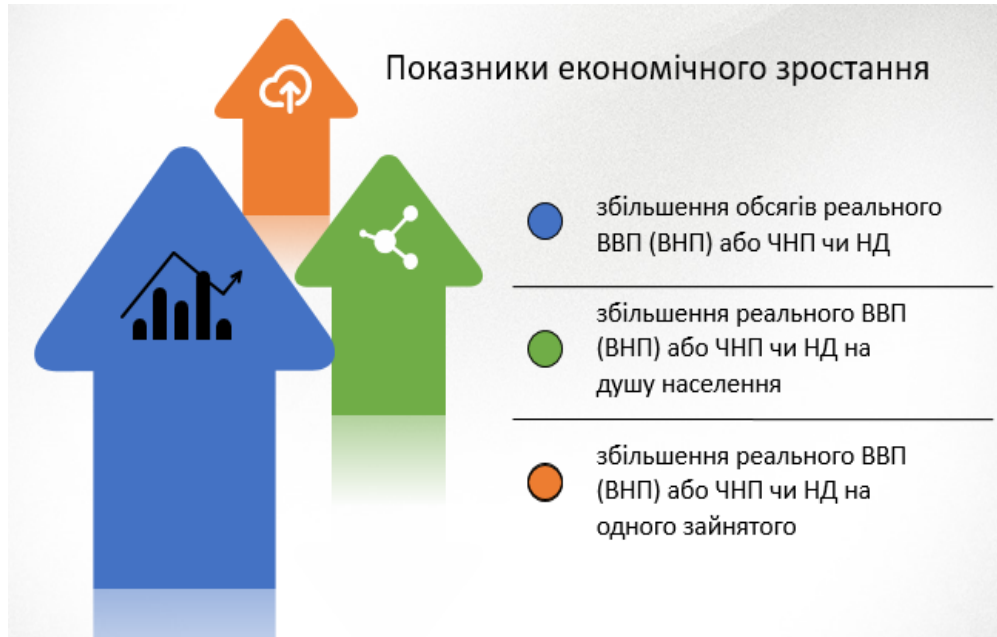 Показники економічного зростання
збільшення обсягів реального
ВВП (ВНП) або ЧНП чи НД
збільшення реального ВВП
(ВНП) або ЧНП чи НД на
душу населення
збільшення реального ВВП
(ВНП) або ЧНП чи НД на
одного зайнятого